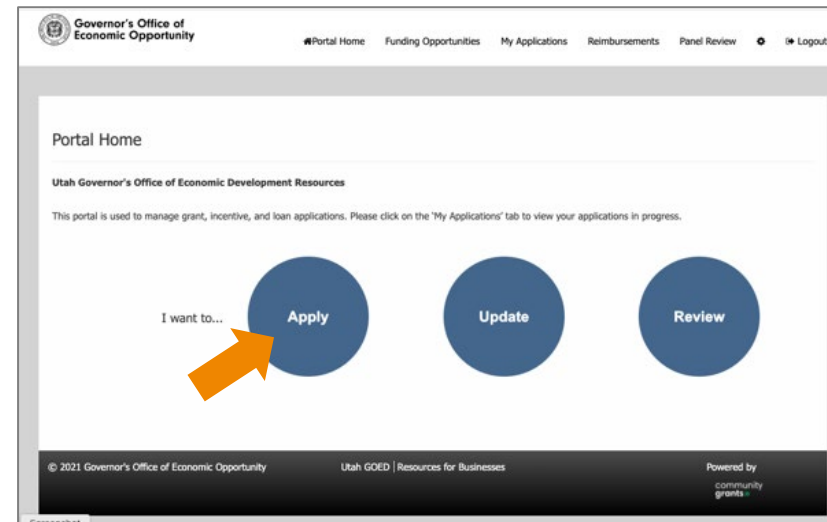 Governor's Office of
Economic Opportunity
Portal Home Funding Opportunities My Applications Reimbursements Panel Review Logout
Portal Home
Utah Governor's Office of Economic Development Resources
This portal is used to manage grant, incentive, and loan applications. Please click on the 'My Applications' tab to view your applications in progress.
I want to... Apply Update Review
© 2021 Governor's Office of Economic Opportunity Utah GOED | Resources for Businesses Powered by
community
grants
Screenshot